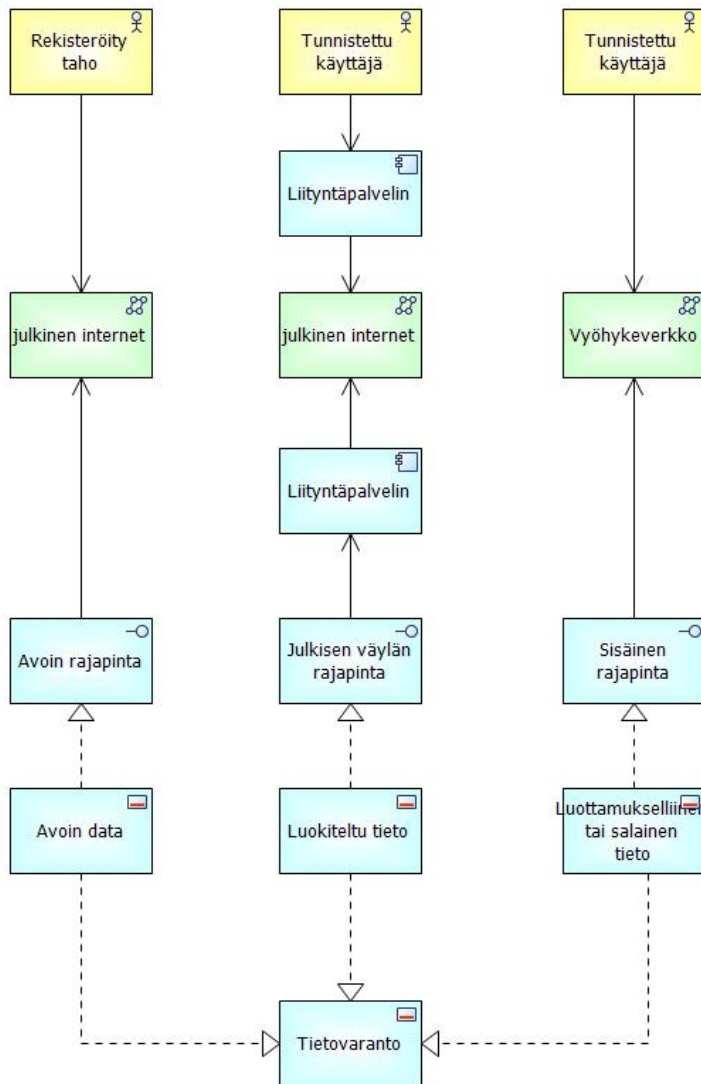 Rekisteröity
taho
Tunnistettu
käyttäjä
Tunnistettu
käyttäjä
Liityntäpalvelin
julkinen internet
julkinen internet
Vyöhykeverkko
Liityntäpalvelin
Avoin rajapinta
Julkisen väylän
rajapinta
Sisäinen
rajapinta
Avoin data
Luokiteltu tieto
Luottamukselliinen
tai salainen
tieto
Tietovaranto